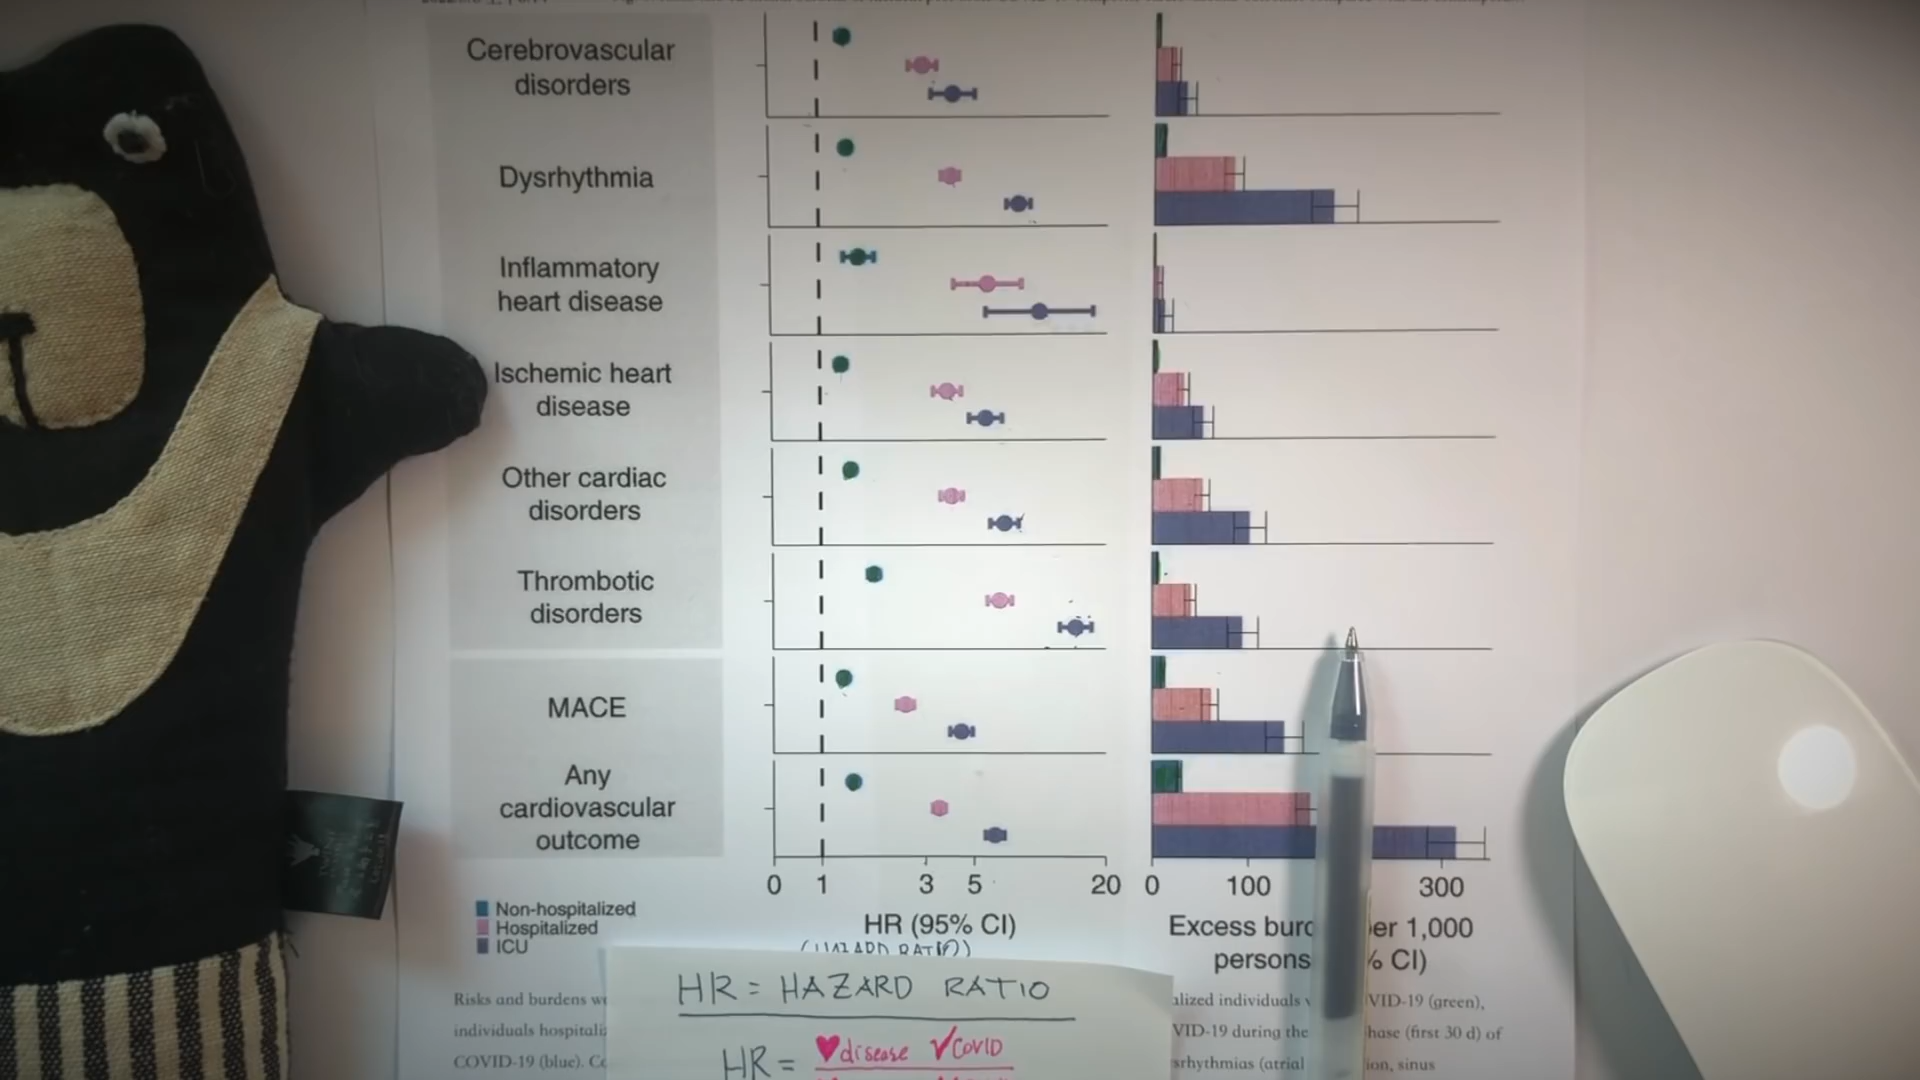 Cerebrovascular
disorders
Dysrhythmia
Inflammatory
heart disease
Ischemic heart
disease
Other cardiac
disorders
Thrombotic
disorders
MACE
Any
cardiovascular
outcome
0 1 3 5 20
0 100 300
Non-hospitalized
Hospitalized
ICU
HR (95% CI)
(HAZARD RATIO)
Excess er 1,000
persons % CI)
HR = HAZARD RATIO
HR = ♥disease ✓COVID
Risks and burdens
individuals
COVID-19 (blue).
alized individuals VID-19 (green),
VID-19 during the hase (first 30 d) of
srhythmias (atrial ion, sinus